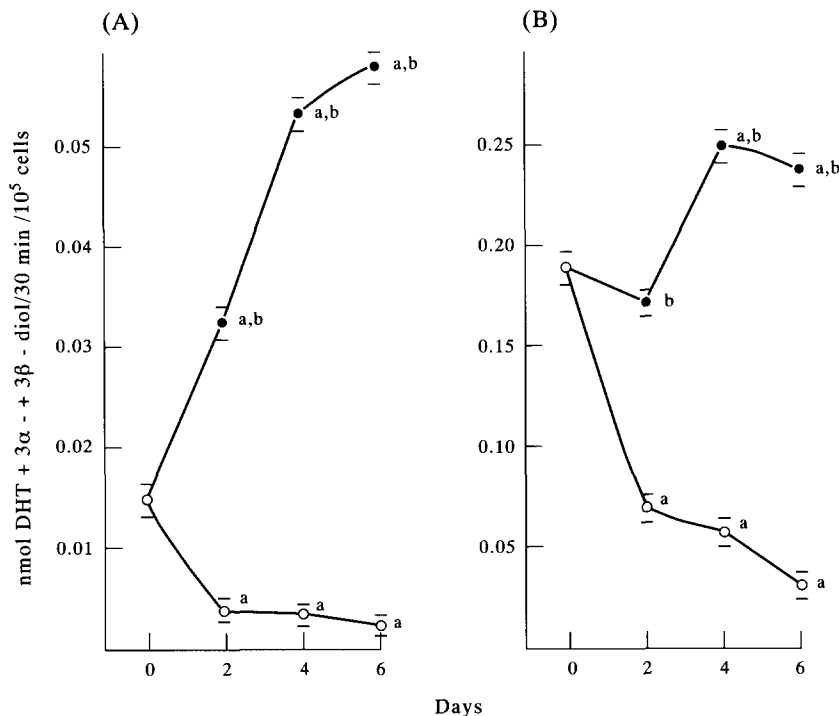 (A)
(B)
nmol DHT + 3α - + 3β - diol/30 min /10⁵ cells
0.05
0.04
0.03
0.02
0.01
a,b
a,b
a,b
a
a
a
0 2 4 6
0.25
0.20
0.15
0.10
0.05
a,b
a,b
b
a
a
a
0 2 4 6
Days